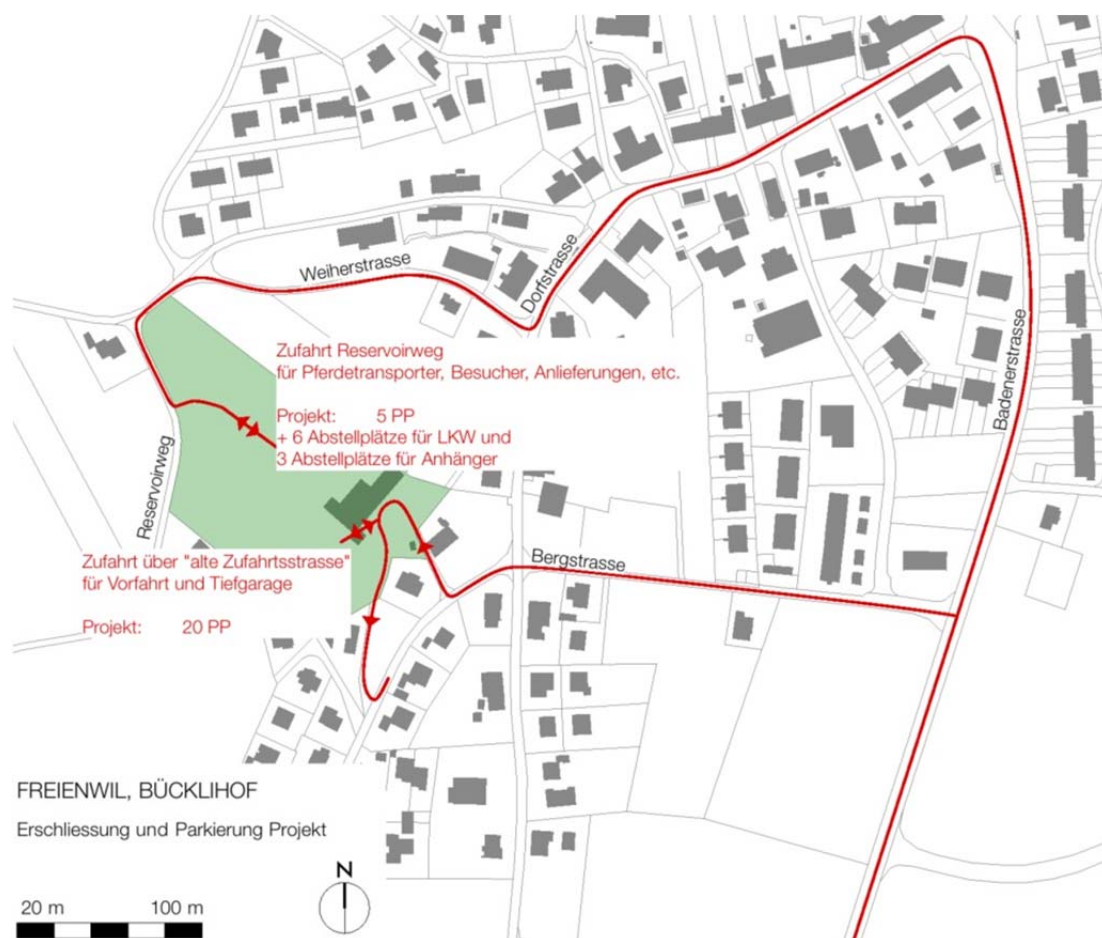 Weiherstrasse
Dorfstrasse
Badenerstrasse
Zufahrt Reservoirweg
für Pferdetransporter, Besucher, Anlieferungen, etc.
Projekt: 5 PP
+ 6 Abstellplätze für LKW und
3 Abstellplätze für Anhänger
Reservoirweg
Zufahrt über "alte Zufahrtsstrasse"
für Vorfahrt und Tiefgarage
Projekt: 20 PP
Bergstrasse
FREIENWIL, BÜCKLIHOF
Erschliessung und Parkierung Projekt
N
20 m 100 m